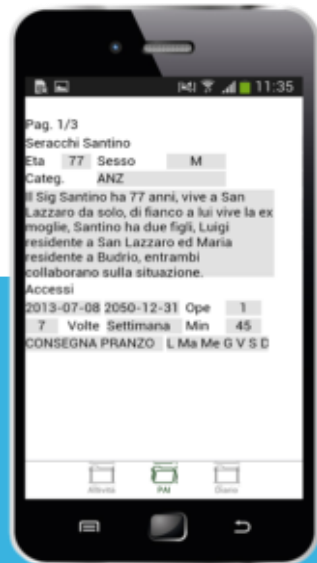 11:35
Pag. 1/3
Seracchi Santino
Eta 77 Sesso M
Categ. ANZ
Il Sig Santino ha 77 anni, vive a San
Lazzaro da solo, di fianco a lui vive la ex
moglie, Santino ha due figli, Luigi
residente a San Lazzaro ed Maria
residente a Budrio, entrambi
collaborano sulla situazione.
Accessi
2013-07-08 2050-12-31 Ope 1
7 Volte Settimana Min 45
CONSEGNA PRANZO L Ma Me G V S D
Attività PAI Diario